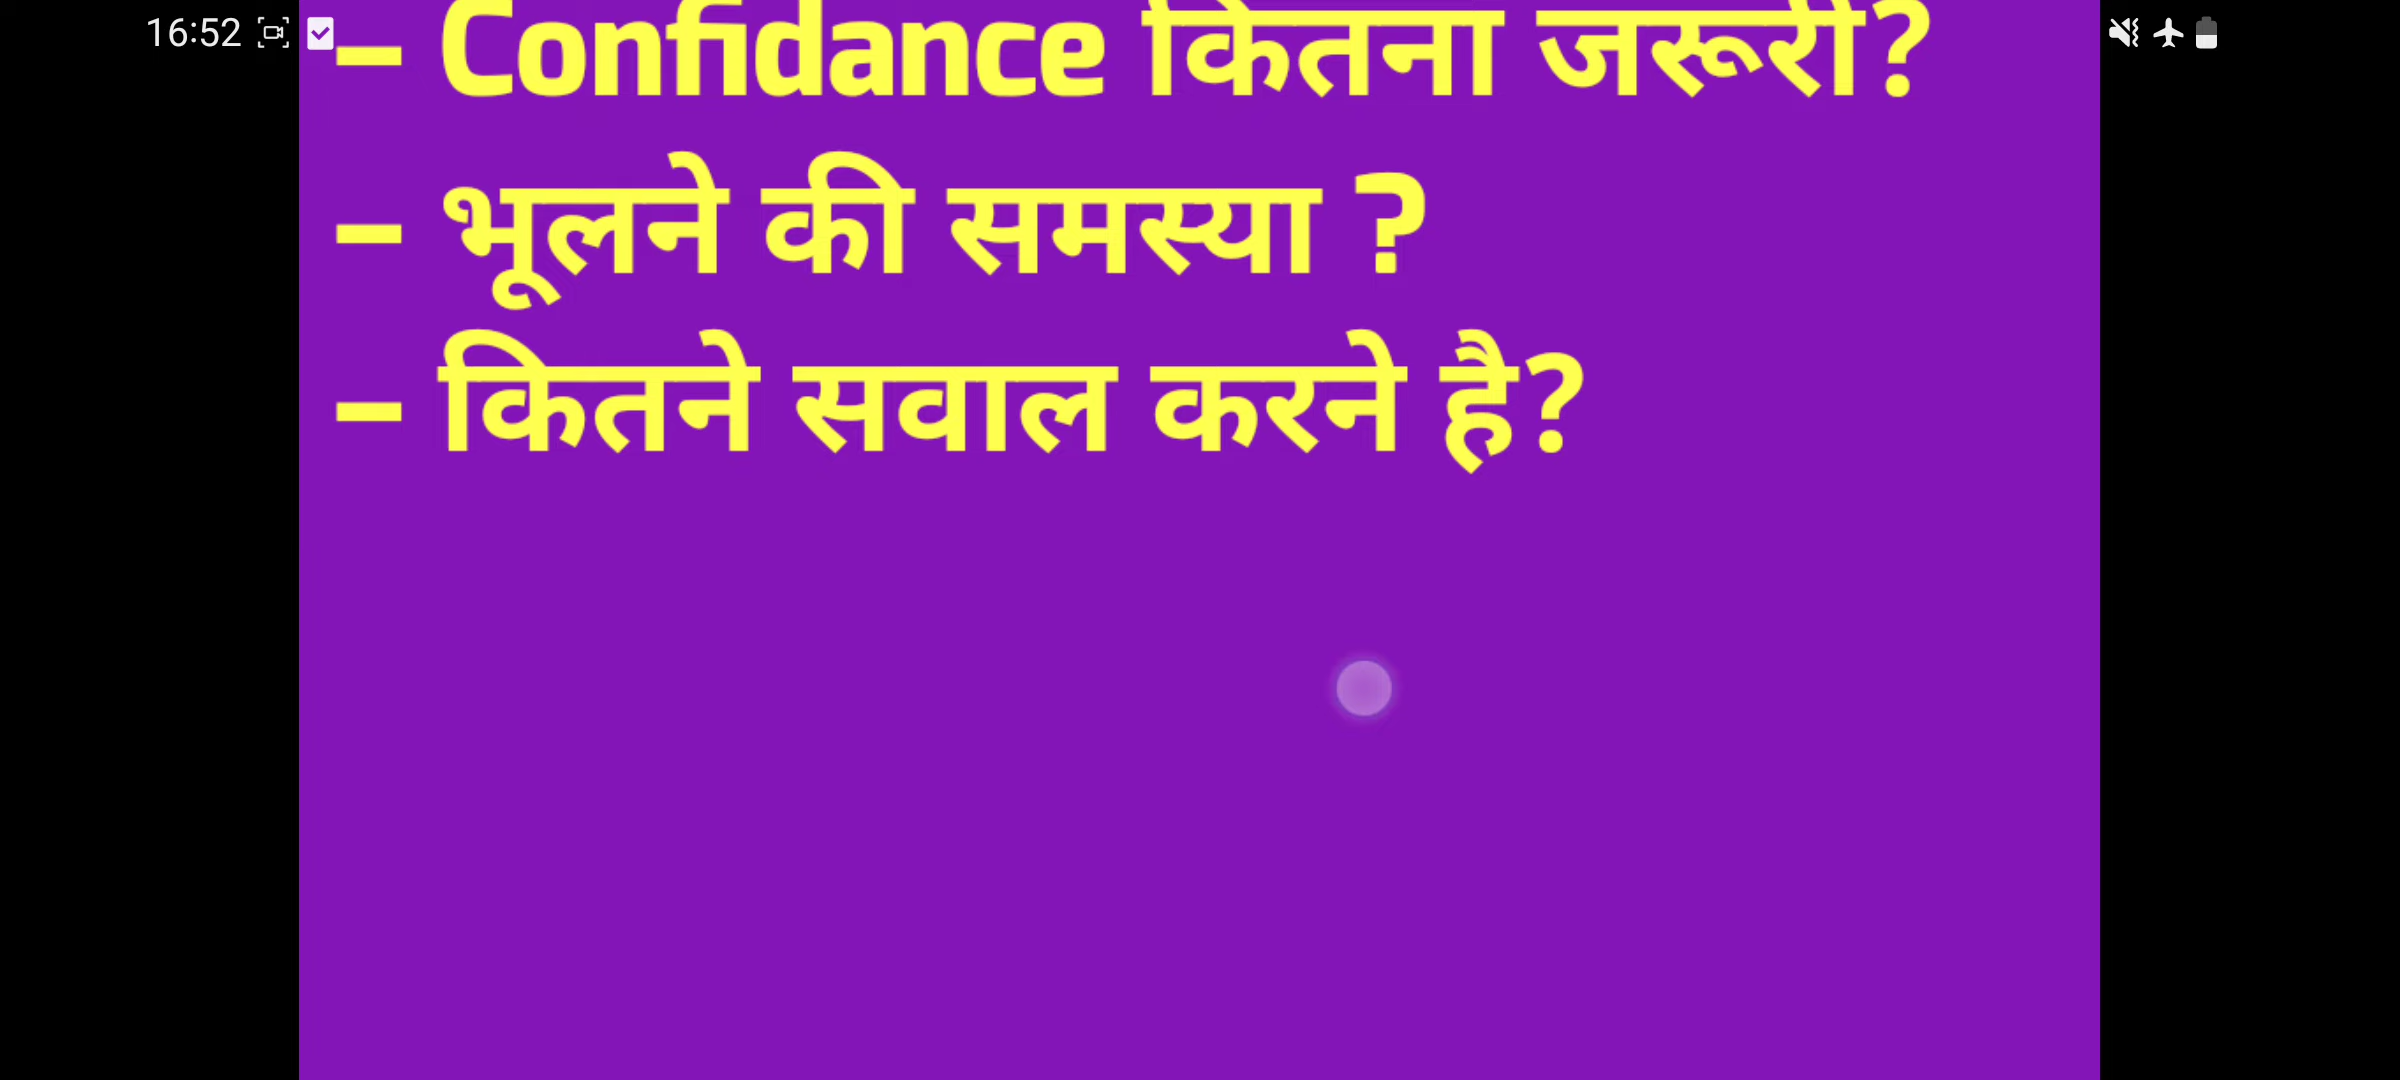 16:52
- Confidance कितना जरूरी?
- भूलने की समस्या ?
- कितने सवाल करने है?